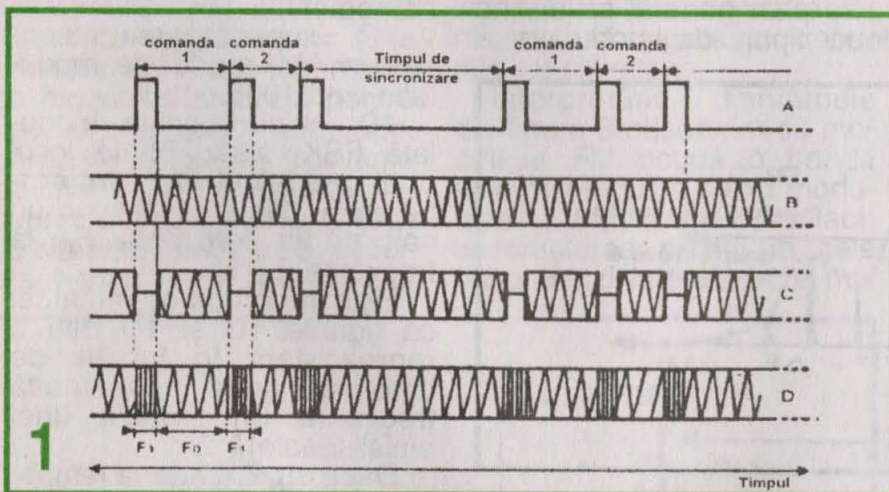 comanda 1
comanda 2
Timpul de sincronizare
comanda 1
comanda 2
A
B
C
D
F1 F0 F1
1
Timpul